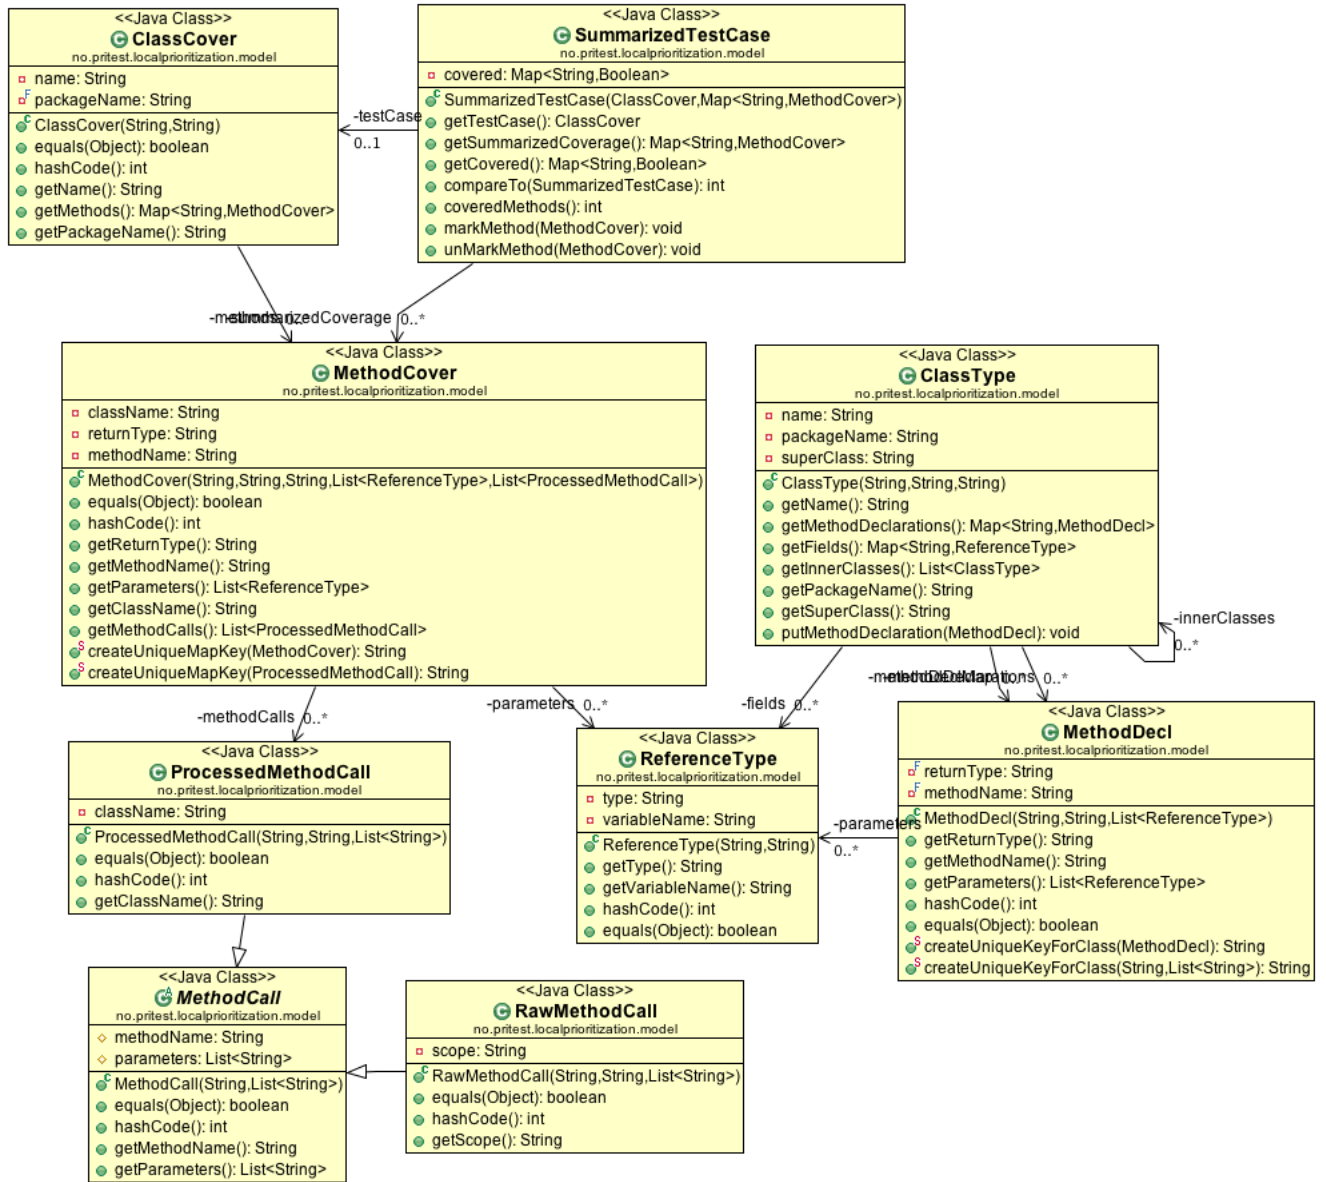 <<Java Class>>
ClassCover
no.pritest.localprioritization.model
name: String
packageName: String
ClassCover(String,String)
equals(Object): boolean
hashCode(): int
getName(): String
getMethods(): Map<String,MethodCover>
getPackageName(): String
<<Java Class>>
SummarizedTestCase
no.pritest.localprioritization.model
covered: Map<String,Boolean>
SummarizedTestCase(ClassCover,Map<String,MethodCover>)
getTestCase(): ClassCover
getSummarizedCoverage(): Map<String,MethodCover>
getCovered(): Map<String,Boolean>
compareTo(SummarizedTestCase): int
coveredMethods(): int
markMethod(MethodCover): void
unMarkMethod(MethodCover): void
-testCase
0..1
-methods 0..*
-summarizedCoverage 0..*
<<Java Class>>
MethodCover
no.pritest.localprioritization.model
className: String
returnType: String
methodName: String
MethodCover(String,String,String,List<ReferenceType>,List<ProcessedMethodCall>)
equals(Object): boolean
hashCode(): int
getReturnType(): String
getMethodName(): String
getParameters(): List<ReferenceType>
getClassName(): String
getMethodCalls(): List<ProcessedMethodCall>
createUniqueMapKey(MethodCover): String
createUniqueMapKey(ProcessedMethodCall): String
<<Java Class>>
ClassType
no.pritest.localprioritization.model
name: String
packageName: String
superClass: String
ClassType(String,String,String)
getName(): String
getMethodDeclarations(): Map<String,MethodDecl>
getFields(): Map<String,ReferenceType>
getInnerClasses(): List<ClassType>
getPackageName(): String
getSuperClass(): String
putMethodDeclaration(MethodDecl): void
-innerClasses
0..*
-methodCalls 0..*
-parameters 0..*
-fields 0..*
0..*
<<Java Class>>
ProcessedMethodCall
no.pritest.localprioritization.model
className: String
ProcessedMethodCall(String,String,List<String>)
equals(Object): boolean
hashCode(): int
getClassName(): String
<<Java Class>>
ReferenceType
no.pritest.localprioritization.model
type: String
variableName: String
ReferenceType(String,String)
getType(): String
getVariableName(): String
hashCode(): int
equals(Object): boolean
-parameters
0..*
<<Java Class>>
MethodDecl
no.pritest.localprioritization.model
returnType: String
methodName: String
MethodDecl(String,String,List<ReferenceType>)
getReturnType(): String
getMethodName(): String
getParameters(): List<ReferenceType>
hashCode(): int
equals(Object): boolean
createUniqueKeyForClass(MethodDecl): String
createUniqueKeyForClass(String,List<String>): String
<<Java Class>>
MethodCall
no.pritest.localprioritization.model
methodName: String
parameters: List<String>
MethodCall(String,List<String>)
equals(Object): boolean
hashCode(): int
getMethodName(): String
getParameters(): List<String>
<<Java Class>>
RawMethodCall
no.pritest.localprioritization.model
scope: String
RawMethodCall(String,String,List<String>)
equals(Object): boolean
hashCode(): int
getScope(): String